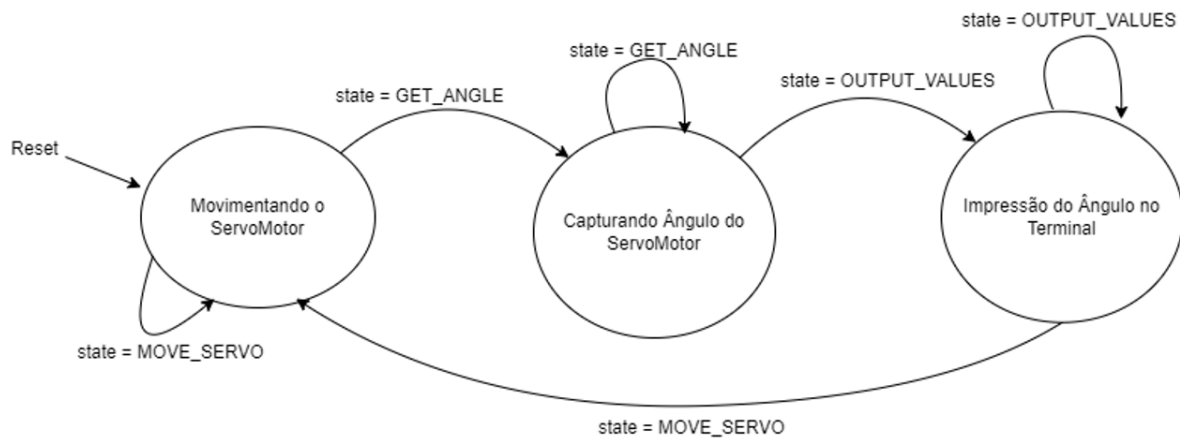 state = OUTPUT_VALUES
state = GET_ANGLE
state = OUTPUT_VALUES
state = GET_ANGLE
Reset
Movimentando o
ServoMotor
Capturando Ângulo do
ServoMotor
Impressão do Ângulo no
Terminal
state = MOVE_SERVO
state = MOVE_SERVO